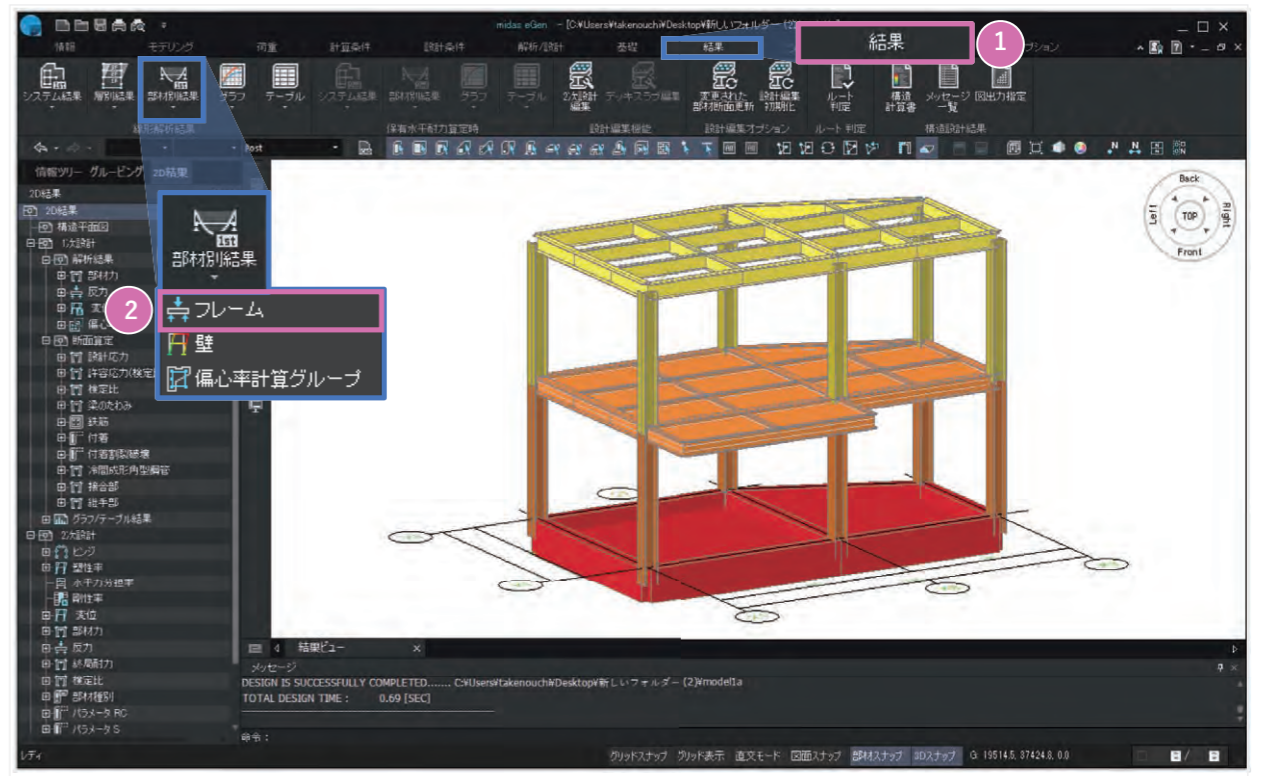 midas eGen - [C:¥Users¥takenouchi¥Desktop¥新しいフォルダー (2)
情報 モデリング 荷重 計算条件 設計条件 解析/設計 基礎 結果
結果
1
システム結果 層別結果 部材別結果 グラフ テーブル システム結果 部材別結果 グラフ テーブル 2次設計編集 デッキスラブ編集 変更された部材断面更新 設計編集初期化 ルート判定 構造計算書 メッセージ一覧 図出力指定
線形解析結果 保有水平耐力算定時 設計編集機能 設計編集オプション ルート判定 構造設計結果
Post
情報ツリー グルーピング 2D結果
2D結果
2D結果
構造平面図
1次設計
解析結果
部材力
反力
断面算定
設計応力
許容応力(検定
検定比
梁のたわみ
鉄筋
付着
付着割裂破壊
冷間成形角型鋼管
接合部
継手部
グラフ/テーブル結果
2次設計
ヒンジ
塑性率
水平力分担率
剛性率
変位
部材力
反力
終局耐力
検定比
部材種別
パラメータ RC
パラメータ S
1st
部材別結果
2
フレーム
壁
偏心率計算グループ
Back
Left
TOP
Right
Front
結果ビュー ×
メッセージ
DESIGN IS SUCCESSFULLY COMPLETED....... C:¥Users¥takenouchi¥Desktop¥新しいフォルダー (2)¥model1a
TOTAL DESIGN TIME : 0.69 [SEC]
命令 :
レディ
グリッドスナップ グリッド表示 直交モード 図面スナップ 部材スナップ 3Dスナップ G: 19514.5, 37424.8, 0.0